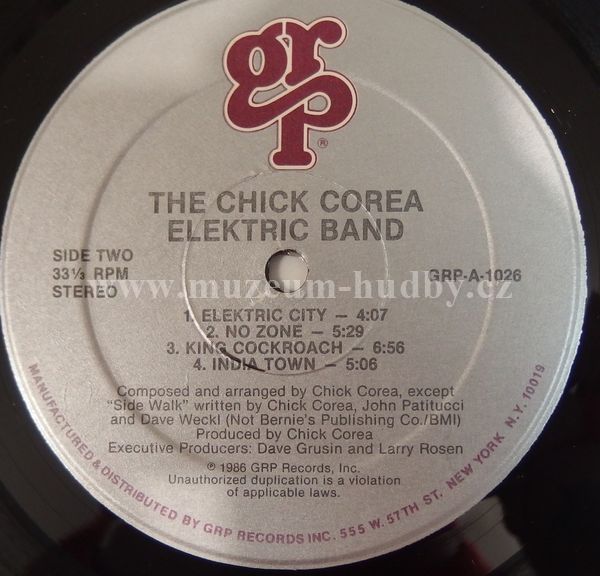 grp
®
THE CHICK COREA
ELEKTRIC BAND
SIDE TWO
33⅓ RPM
STEREO
GRP-A-1026
www.muzeum-hudby.cz
1. ELEKTRIC CITY – 4:07
2. NO ZONE – 5:29
3. KING COCKROACH – 6:56
4. INDIA TOWN – 5:06
Composed and arranged by Chick Corea, except
"Side Walk" written by Chick Corea, John Patitucci
and Dave Weckl (Not Bernie's Publishing Co./BMI)
Produced by Chick Corea
Executive Producers: Dave Grusin and Larry Rosen
℗ 1986 GRP Records, Inc.
Unauthorized duplication is a violation
of applicable laws.
MANUFACTURED & DISTRIBUTED BY GRP RECORDS INC. 555 W. 57TH ST. NEW YORK N.Y. 10019